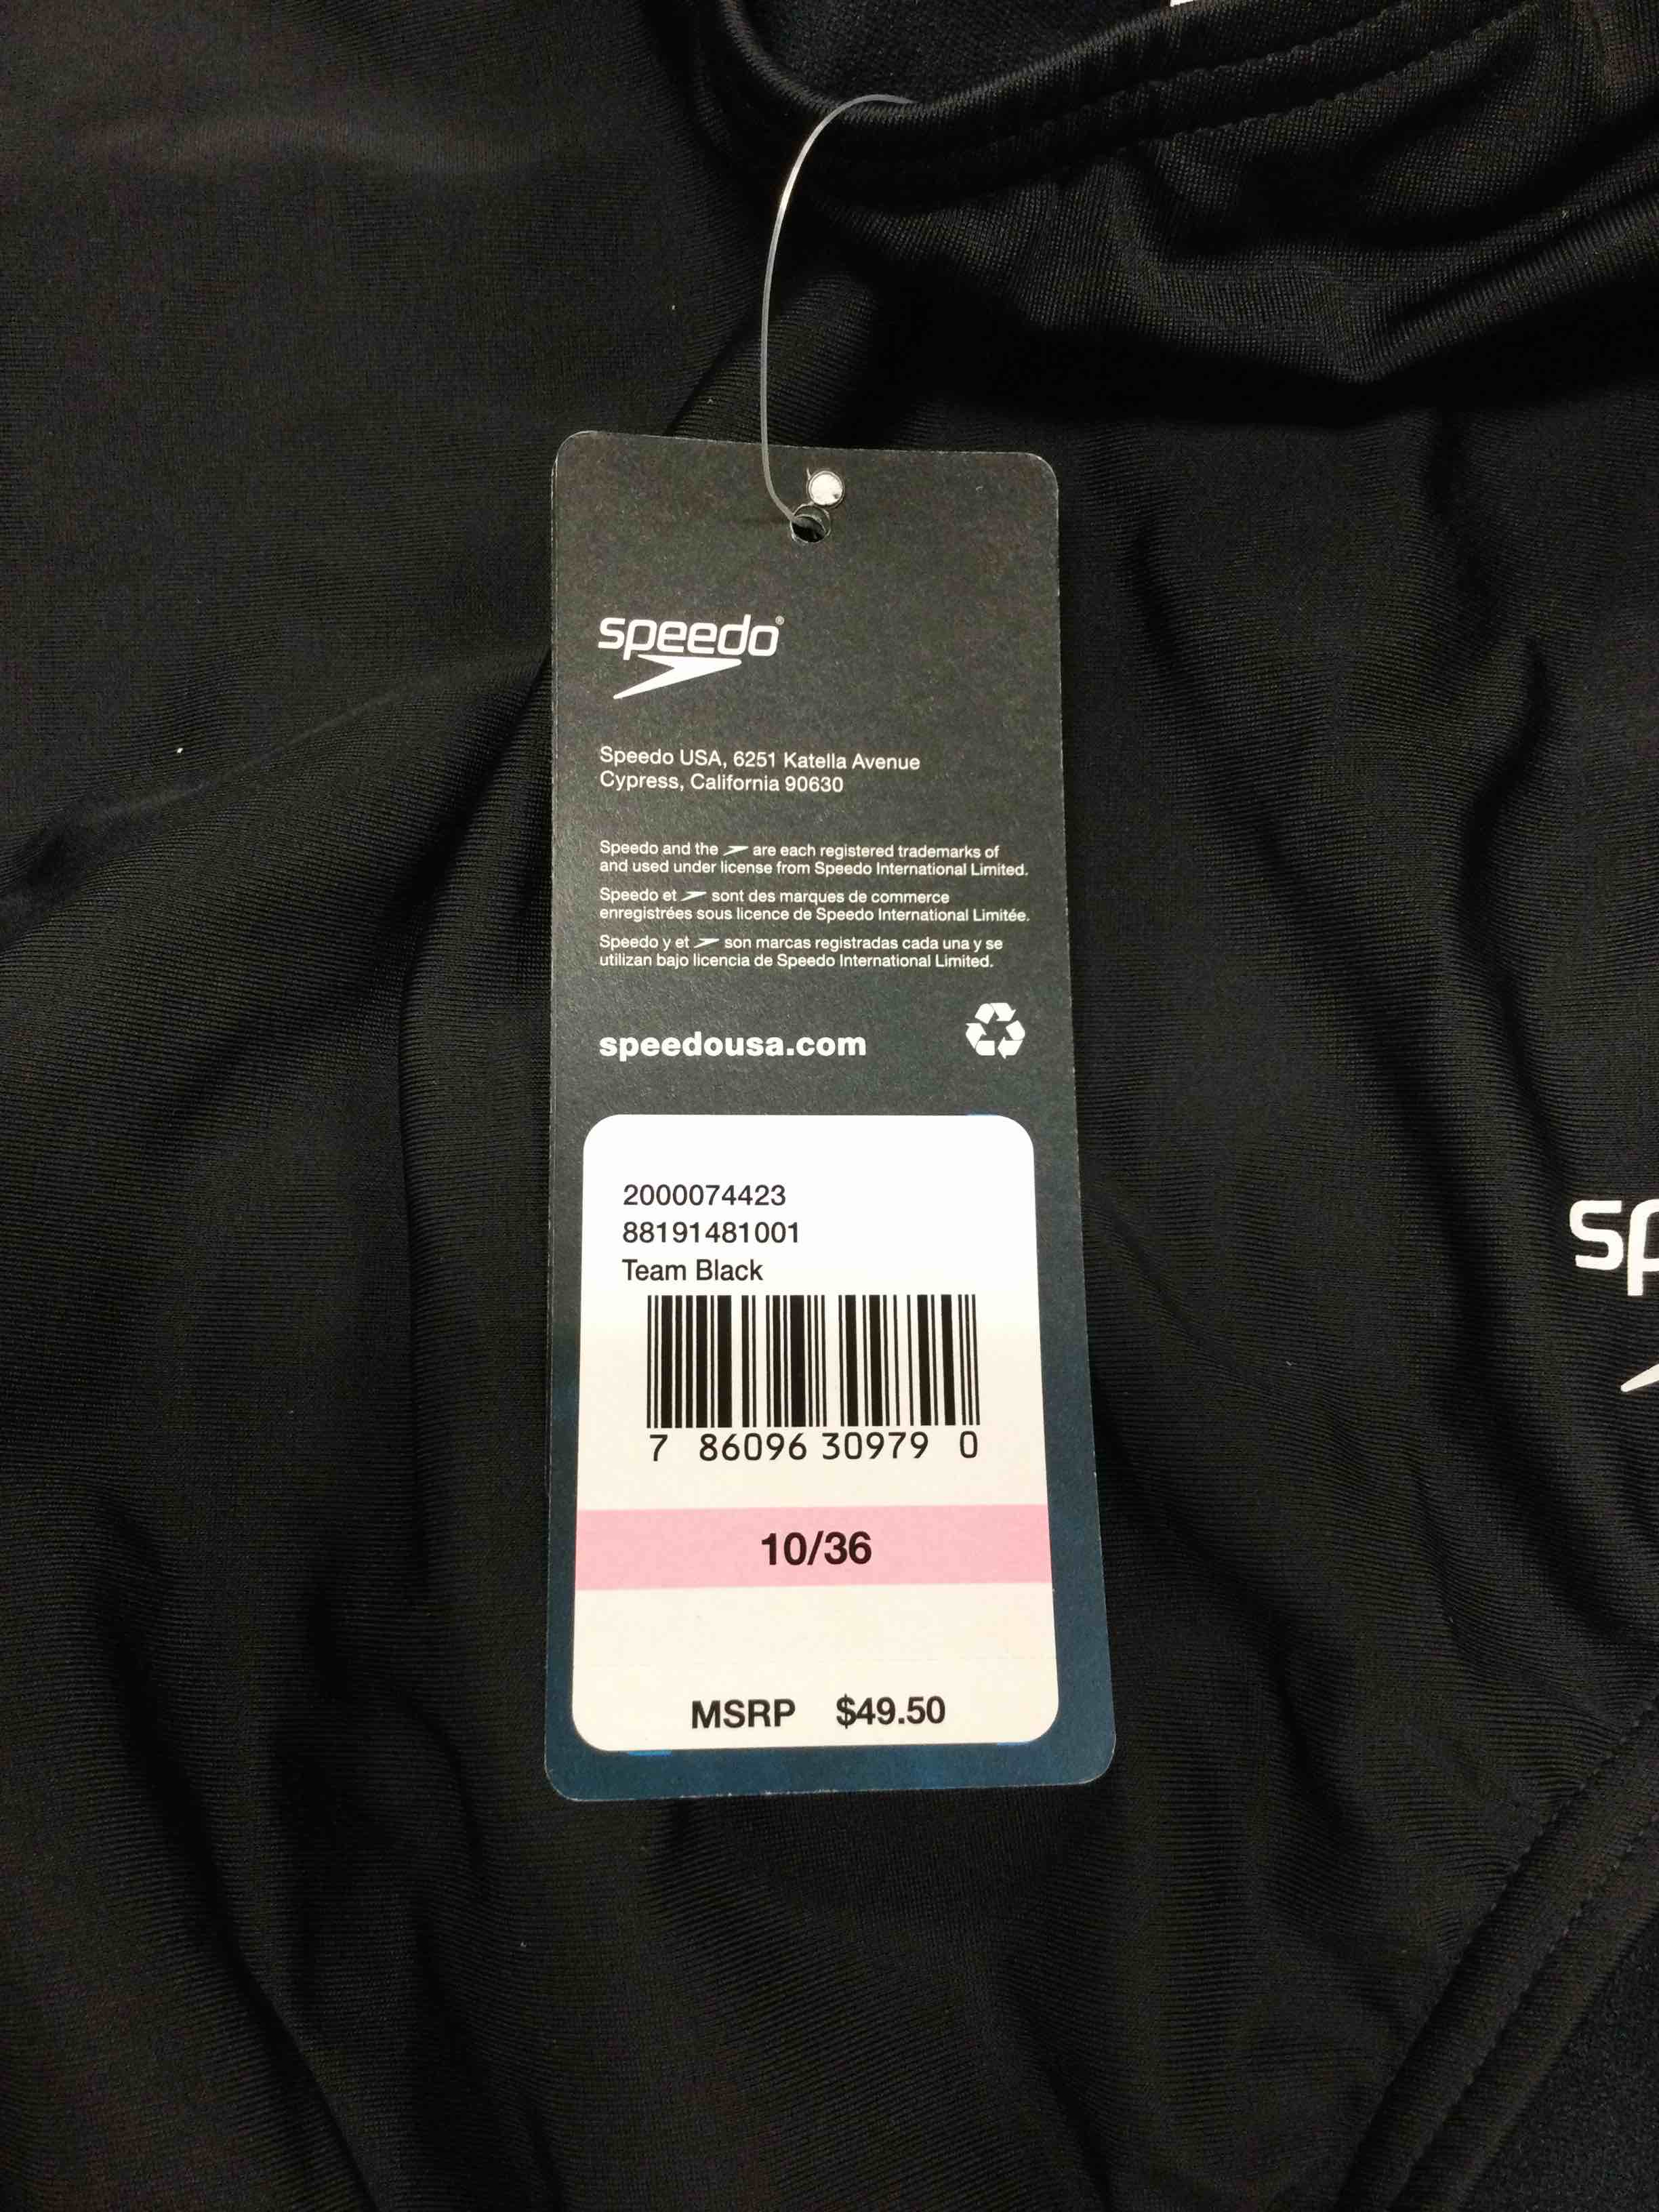 speedo®
Speedo USA, 6251 Katella Avenue
Cypress, California 90630
Speedo and the are each registered trademarks of
and used under license from Speedo International Limited.
Speedo et sont des marques de commerce
enregistrées sous licence de Speedo International Limitée.
Speedo y et son marcas registradas cada una y se
utilizan bajo licencia de Speedo International Limited.
speedousa.com
2000074423
88191481001
Team Black
7 86096 30979 0
10/36
MSRP $49.50
sp